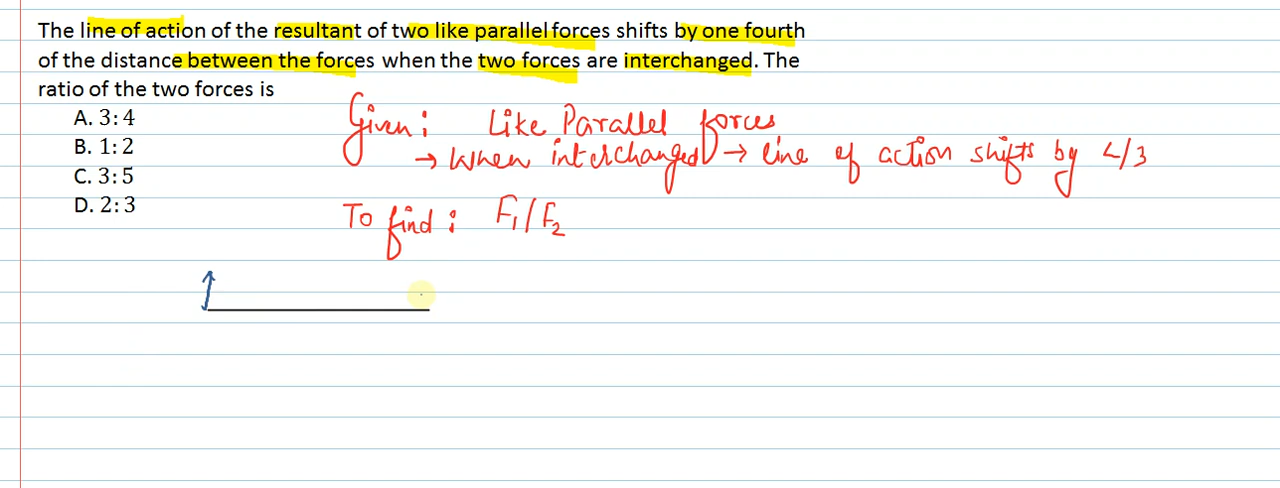 The line of action of the resultant of two like parallel forces shifts by one fourth
of the distance between the forces when the two forces are interchanged. The
ratio of the two forces is
A. 3: 4
B. 1: 2
C. 3: 5
D. 2: 3
Given: Like Parallel forces
→ When interchanged → line of action shifts by L/3
To find: F₁/F₂